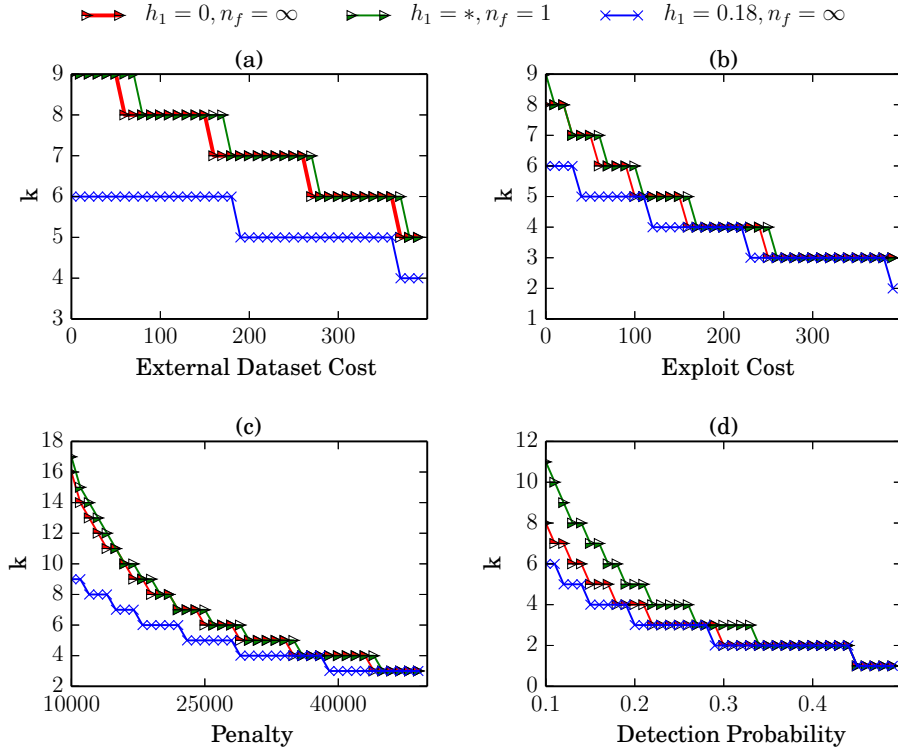 h₁ = 0, n_f = ∞ h₁ = ∗, n_f = 1 h₁ = 0.18, n_f = ∞
(a)
9
8
7
6
5
4
3
k
0 100 200 300
External Dataset Cost
(b)
9
8
7
6
5
4
3
2
1
k
0 100 200 300
Exploit Cost
(c)
18
16
14
12
10
8
6
4
2
k
10000 25000 40000
Penalty
(d)
12
10
8
6
4
2
0
k
0.1 0.2 0.3 0.4
Detection Probability